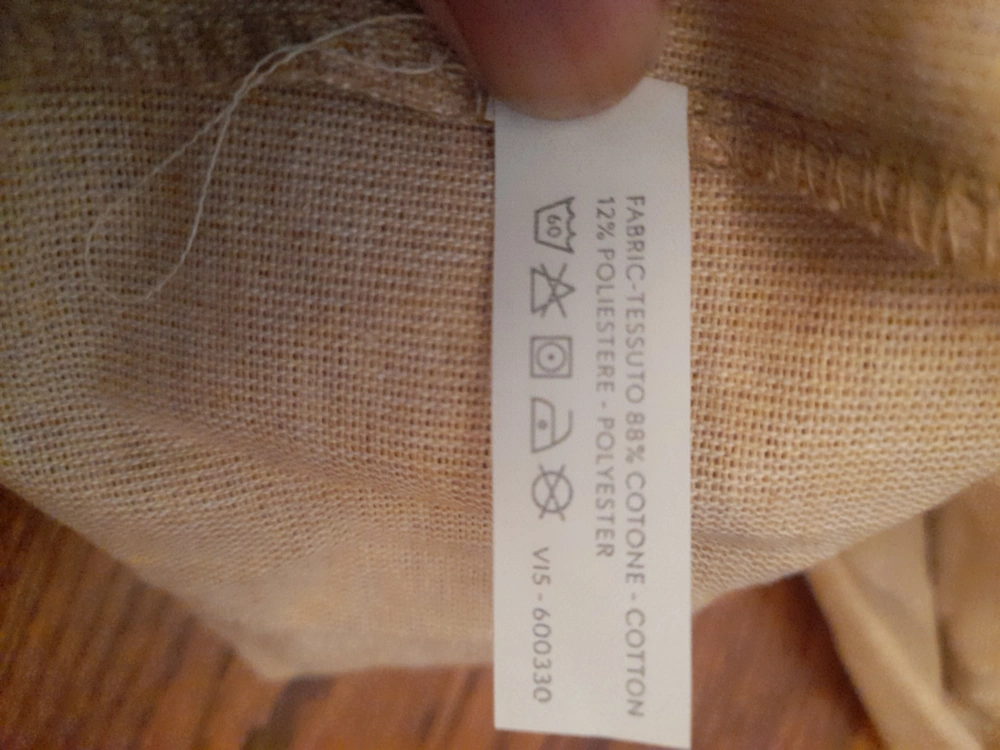 FABRIC-TESSUTO 88% COTONE - COTTON
12% POLIESTERE - POLYESTER
60 VIS - 600330